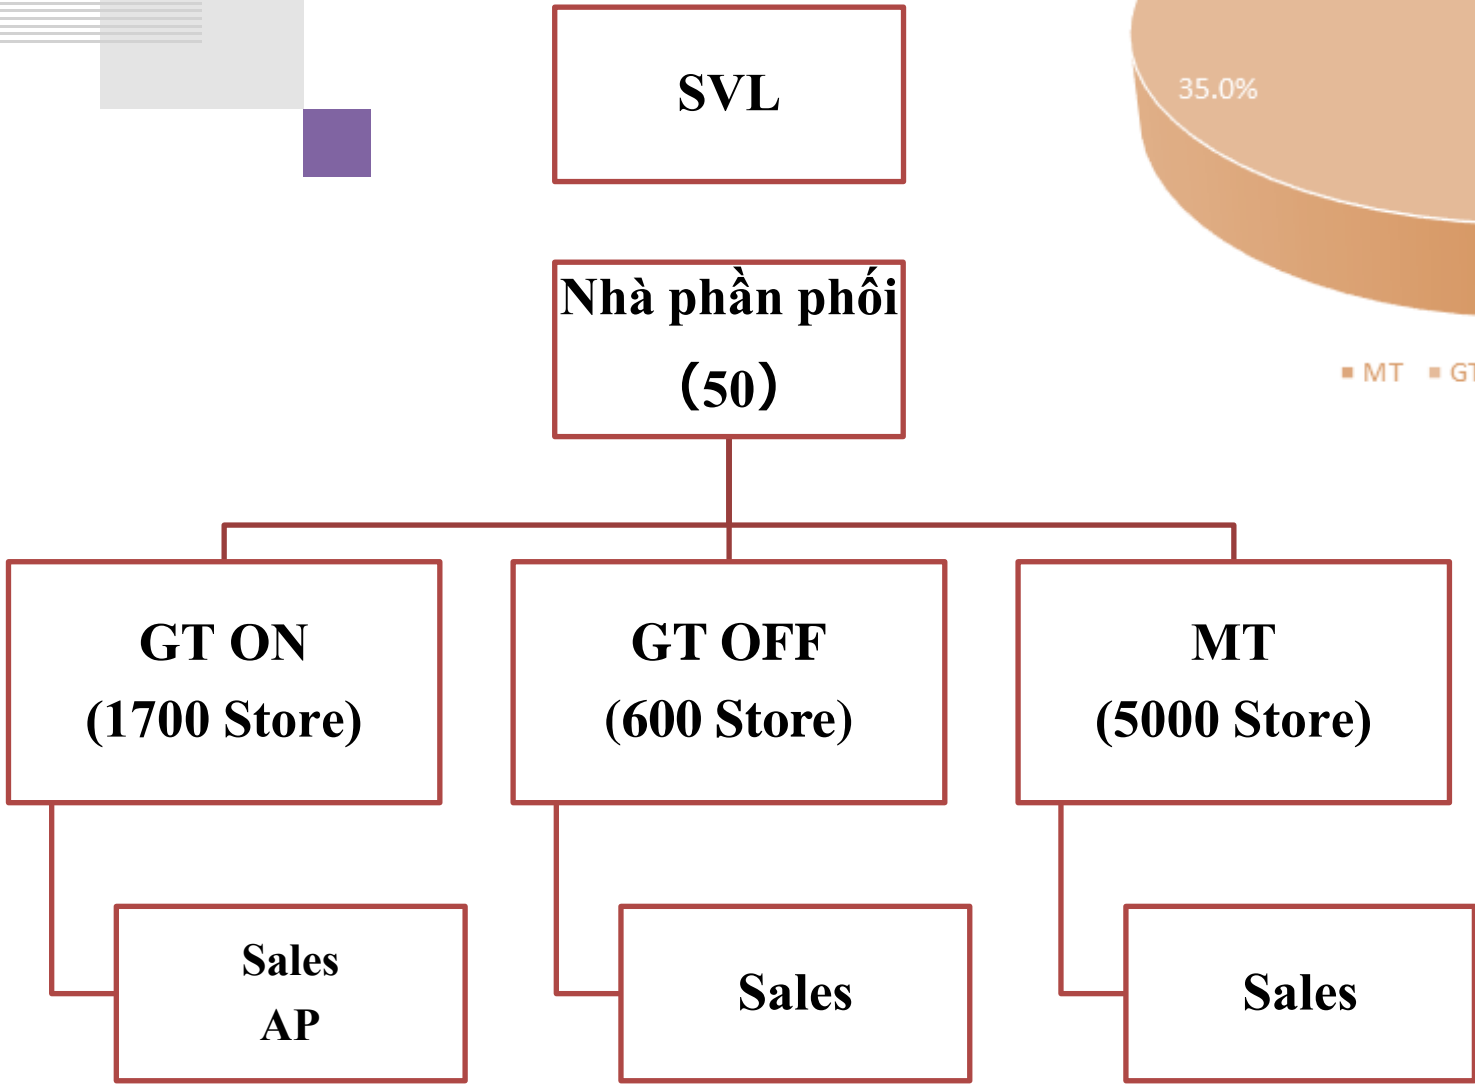 SVL
35.0%
Nhà phần phối
(50)
MT GT
GT ON
(1700 Store)
GT OFF
(600 Store)
MT
(5000 Store)
Sales
AP
Sales
Sales